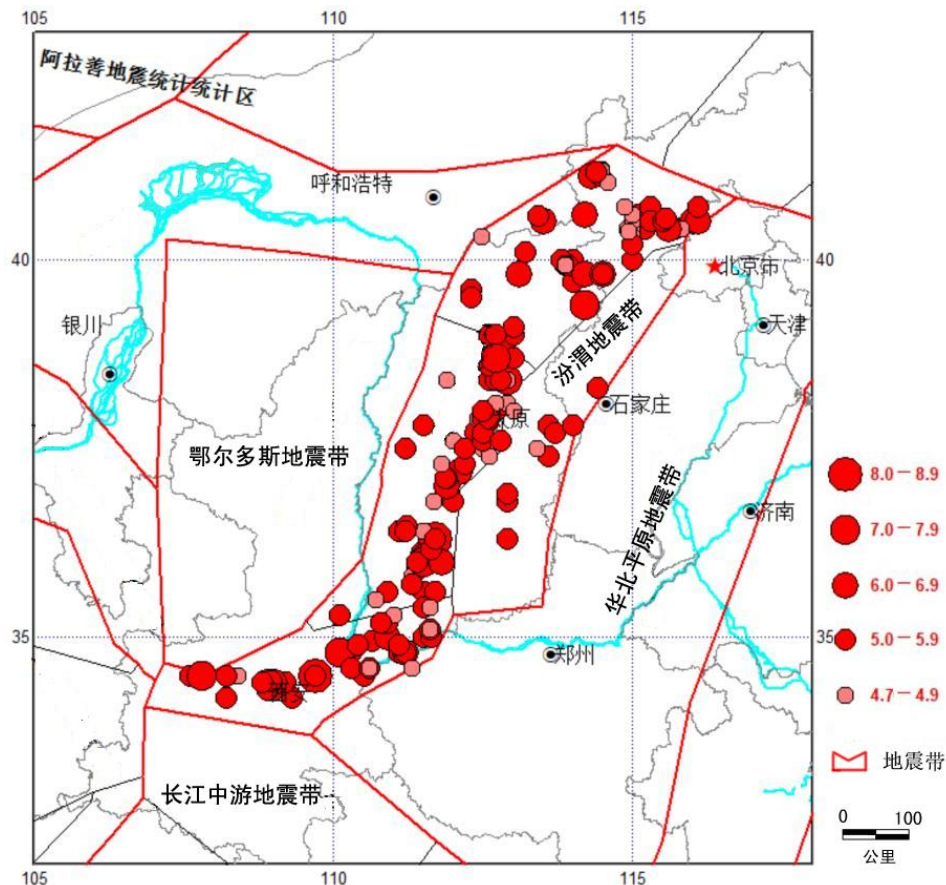 105
110
115
阿拉善地震统计统计区
呼和浩特
40
40
北京市
银川
天津
汾渭地震带
石家庄
太原
鄂尔多斯地震带
8.0－8.9
济南
7.0－7.9
华北平原地震带
6.0－6.9
35
35
5.0－5.9
郑州
西安
4.7－4.9
地震带
长江中游地震带
0
100
公里
105
110
115